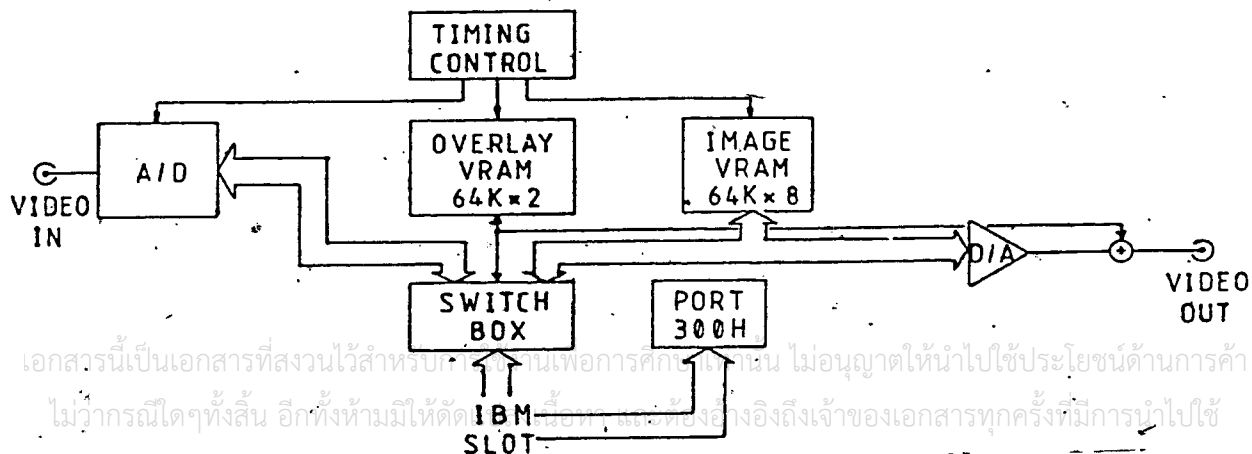 TIMING
CONTROL
A/D
OVERLAY
VRAM
64K×2
IMAGE
VRAM
64K×8
VIDEO
IN
D/A
VIDEO
OUT
SWITCH
BOX
PORT
300H
เอกสารนี้เป็นเอกสารที่สงวนไว้สำหรับการใช้งานเพื่อการศึกษาเท่านั้น ไม่อนุญาตให้นำไปใช้ประโยชน์ด้านการค้า
ไม่ว่ากรณีใดๆทั้งสิ้น อีกทั้งห้ามมิให้ดัดแปลงเนื้อหา และต้องอ้างอิงถึงเจ้าของเอกสารทุกครั้งที่มีการนำไปใช้
IBM
SLOT